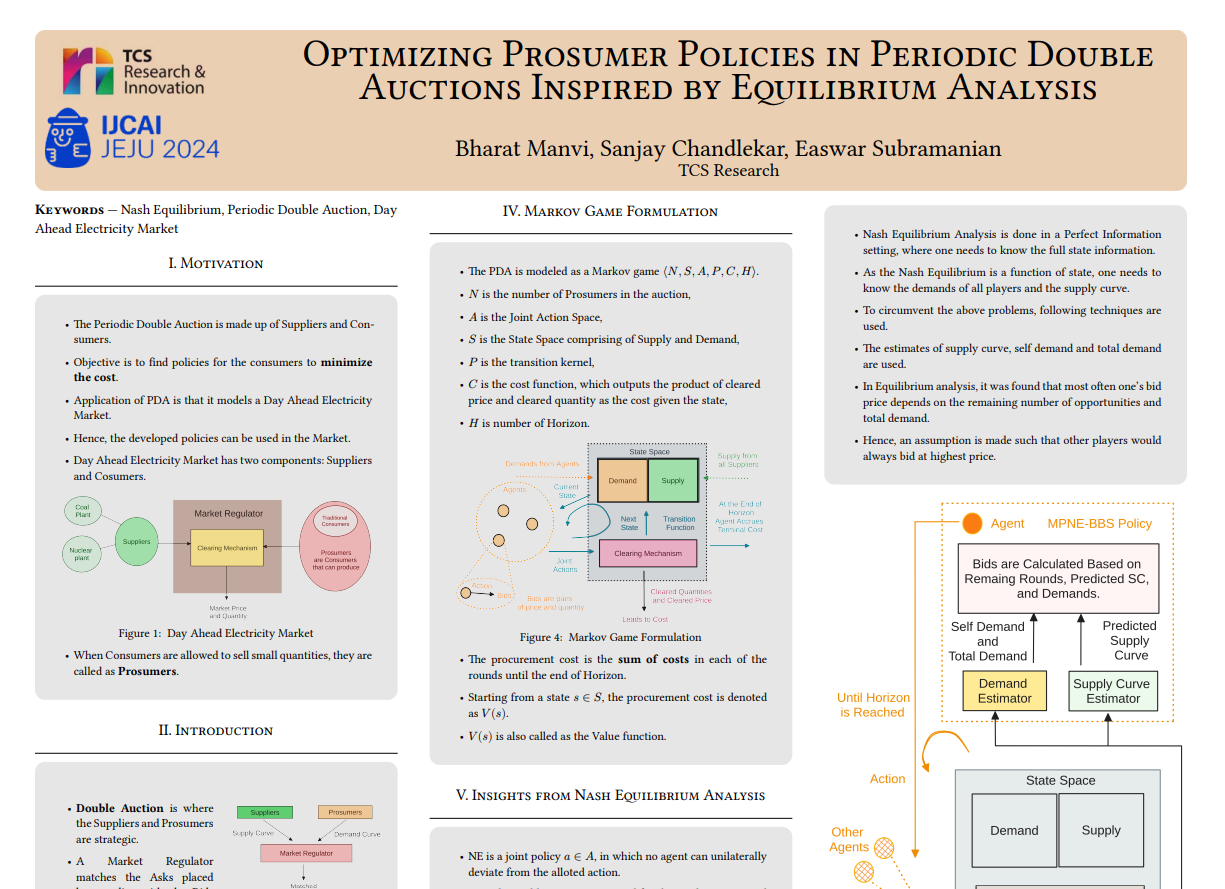 TCS
Research &
Innovation
IJCAI
JEJU 2024
Optimizing Prosumer Policies in Periodic Double
Auctions Inspired by Equilibrium Analysis
Bharat Manvi, Sanjay Chandlekar, Easwar Subramanian
TCS Research
Keywords — Nash Equilibrium, Periodic Double Auction, Day
Ahead Electricity Market
I. Motivation
• The Periodic Double Auction is made up of Suppliers and Con-
sumers.
• Objective is to find policies for the consumers to minimize
the cost.
• Application of PDA is that it models a Day Ahead Electricity
Market.
• Hence, the developed policies can be used in the Market.
• Day Ahead Electricity Market has two components: Suppliers
and Cosumers.
Coal
Plant
Nuclear
plant
Suppliers
Market Regulator
Clearing Mechanism
Traditional
Consumers
Prosumers
are Consumers
that can produce
Market Price
and Quantity
Figure 1: Day Ahead Electricity Market
• When Consumers are allowed to sell small quantities, they are
called as Prosumers.
II. Introduction
• Double Auction is where
the Suppliers and Prosumers
are strategic.
• A Market Regulator
matches the Asks placed
Suppliers
Prosumers
Supply Curve
Demand Curve
Market Regulator
Matched
IV. Markov Game Formulation
• The PDA is modeled as a Markov game ⟨N, S, A, P, C, H⟩.
• N is the number of Prosumers in the auction,
• A is the Joint Action Space,
• S is the State Space comprising of Supply and Demand,
• P is the transition kernel,
• C is the cost function, which outputs the product of cleared
price and cleared quantity as the cost given the state,
• H is number of Horizon.
State Space
Demands from Agents
Demand
Supply
Supply from
all Suppliers
Agents
Current
State
Next
State
Transition
Function
At the End of
Horizon
Agent Accrues
Terminal Cost
Clearing Mechanism
Joint
Actions
Action
Bids
Bids are pairs
of price and quantity
Cleared Quantities
and Cleared Price
Leads to Cost
Figure 4: Markov Game Formulation
• The procurement cost is the sum of costs in each of the
rounds until the end of Horizon.
• Starting from a state s ∈ S, the procurement cost is denoted
as V(s).
• V(s) is also called as the Value function.
V. Insights from Nash Equilibrium Analysis
• NE is a joint policy a ∈ A, in which no agent can unilaterally
deviate from the alloted action.
• Nash Equilibrium Analysis is done in a Perfect Information
setting, where one needs to know the full state information.
• As the Nash Equilibrium is a function of state, one needs to
know the demands of all players and the supply curve.
• To circumvent the above problems, following techniques are
used.
• The estimates of supply curve, self demand and total demand
are used.
• In Equilibrium analysis, it was found that most often one's bid
price depends on the remaining number of opportunities and
total demand.
• Hence, an assumption is made such that other players would
always bid at highest price.
Agent
MPNE-BBS Policy
Bids are Calculated Based on
Remaing Rounds, Predicted SC,
and Demands.
Self Demand
and
Total Demand
Predicted
Supply
Curve
Demand
Estimator
Supply Curve
Estimator
Until Horizon
is Reached
Action
State Space
Demand
Supply
Other
Agents